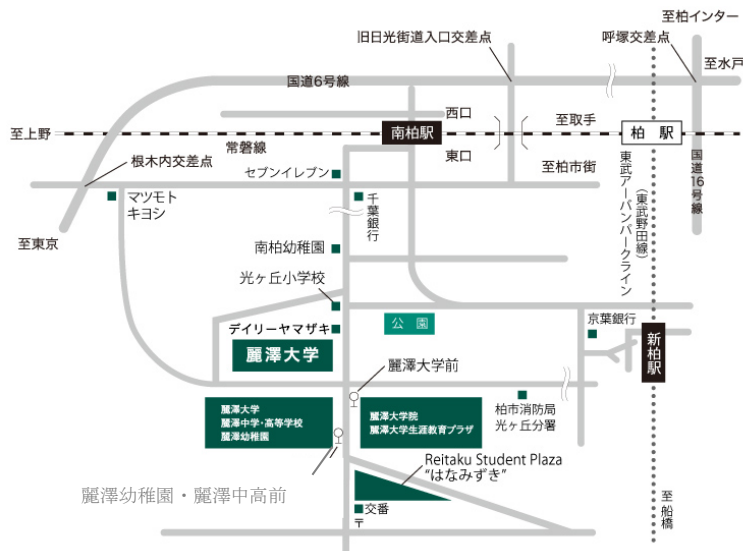 至柏インター
旧日光街道入口交差点
呼塚交差点
至水戸
国道6号線
西口
至取手
至上野
南柏駅
柏 駅
常磐線
東口
根木内交差点
セブンイレブン
至柏市街
国道16号線
マツモト
キヨシ
千葉銀行
東武アーバンパークライン
(東武野田線)
至東京
南柏幼稚園
光ヶ丘小学校
デイリーヤマザキ
公 園
京葉銀行
新柏駅
麗澤大学
麗澤大学前
麗澤大学
麗澤中学・高等学校
麗澤幼稚園
麗澤大学院
麗澤大学生涯教育プラザ
柏市消防局
光ヶ丘分署
Reitaku Student Plaza
“はなみずき”
麗澤幼稚園・麗澤中高前
交番
〒
至船橋